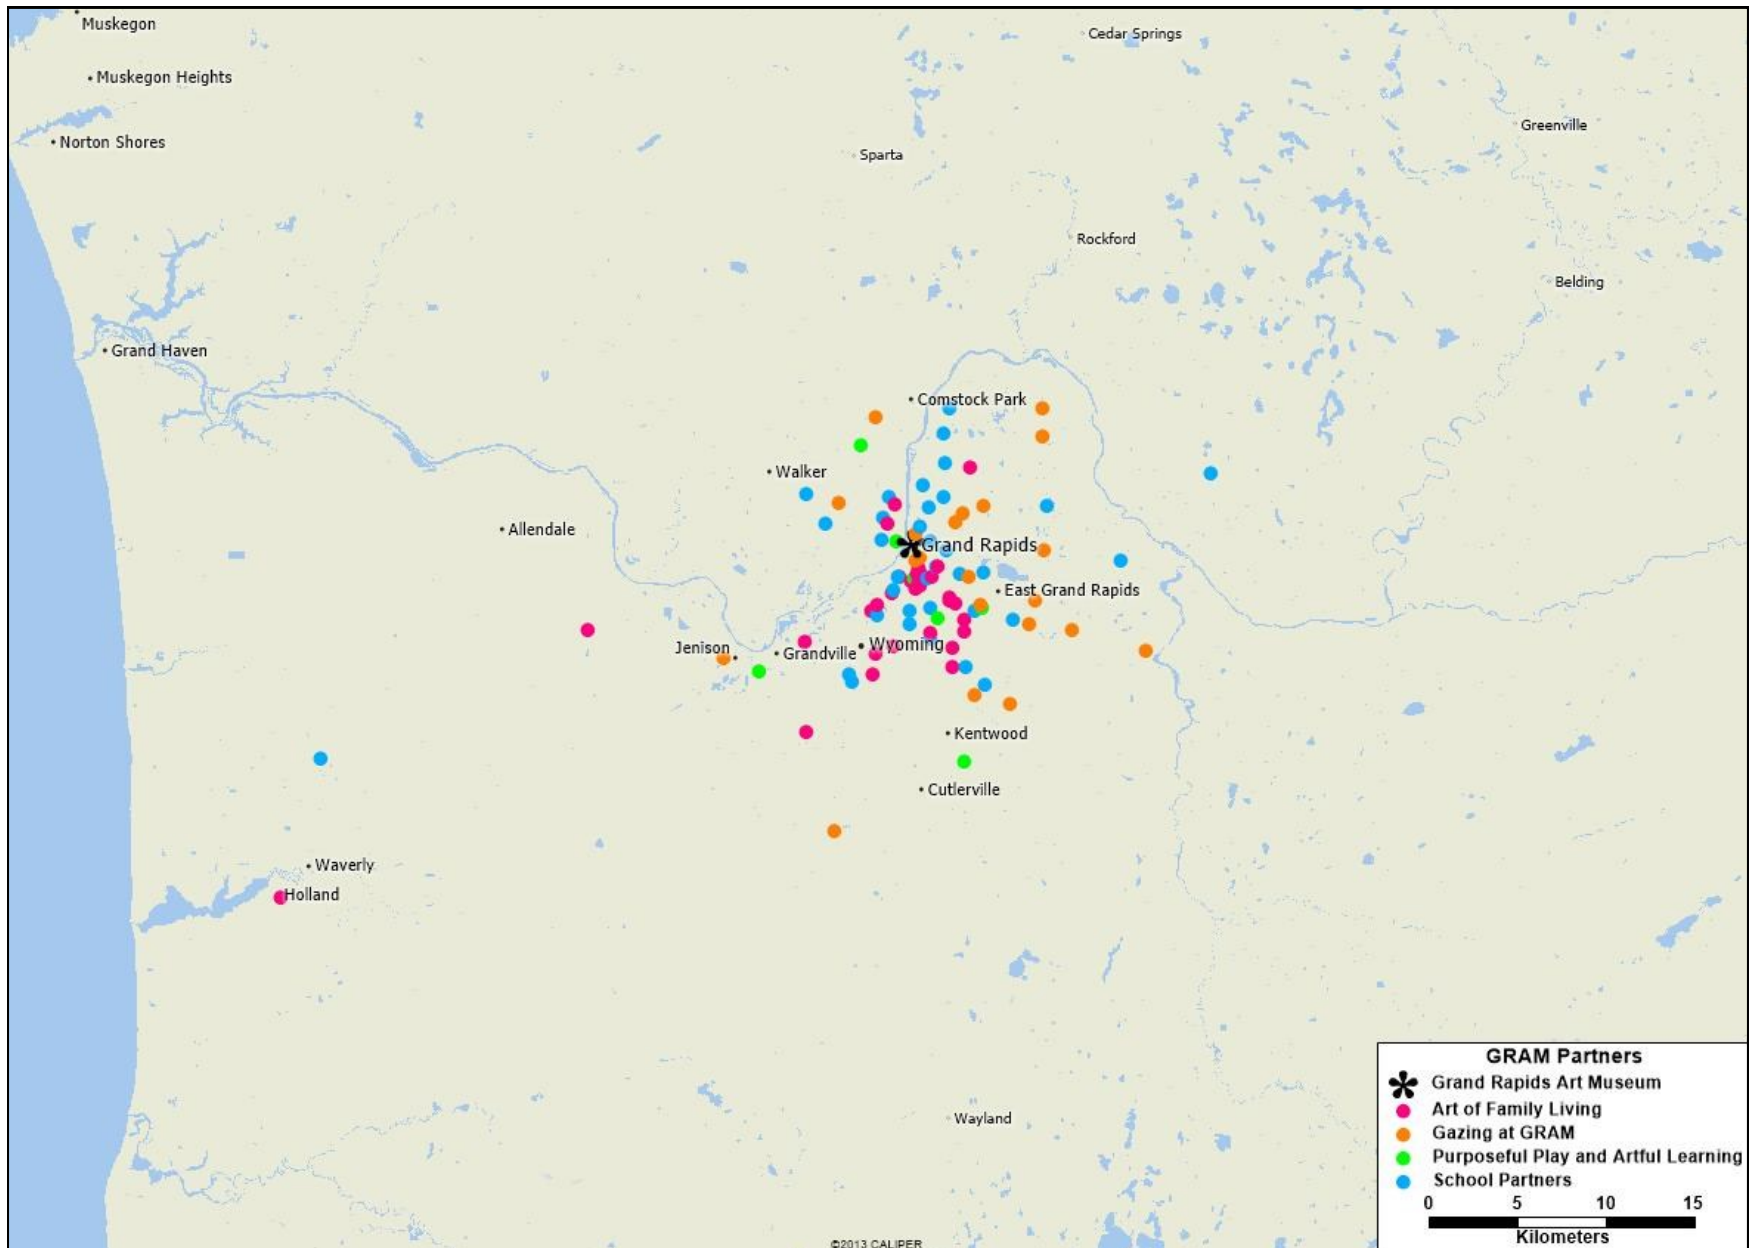 Muskegon
Cedar Springs
Muskegon Heights
Greenville
Norton Shores
Sparta
Rockford
Belding
Grand Haven
Comstock Park
Walker
Allendale
Grand Rapids
East Grand Rapids
Jenison
Grandville
Wyoming
Kentwood
Cutlerville
Waverly
Holland
Wayland
GRAM Partners
Grand Rapids Art Museum
Art of Family Living
Gazing at GRAM
Purposeful Play and Artful Learning
School Partners
0 5 10 15
Kilometers
©2013 CALIPER